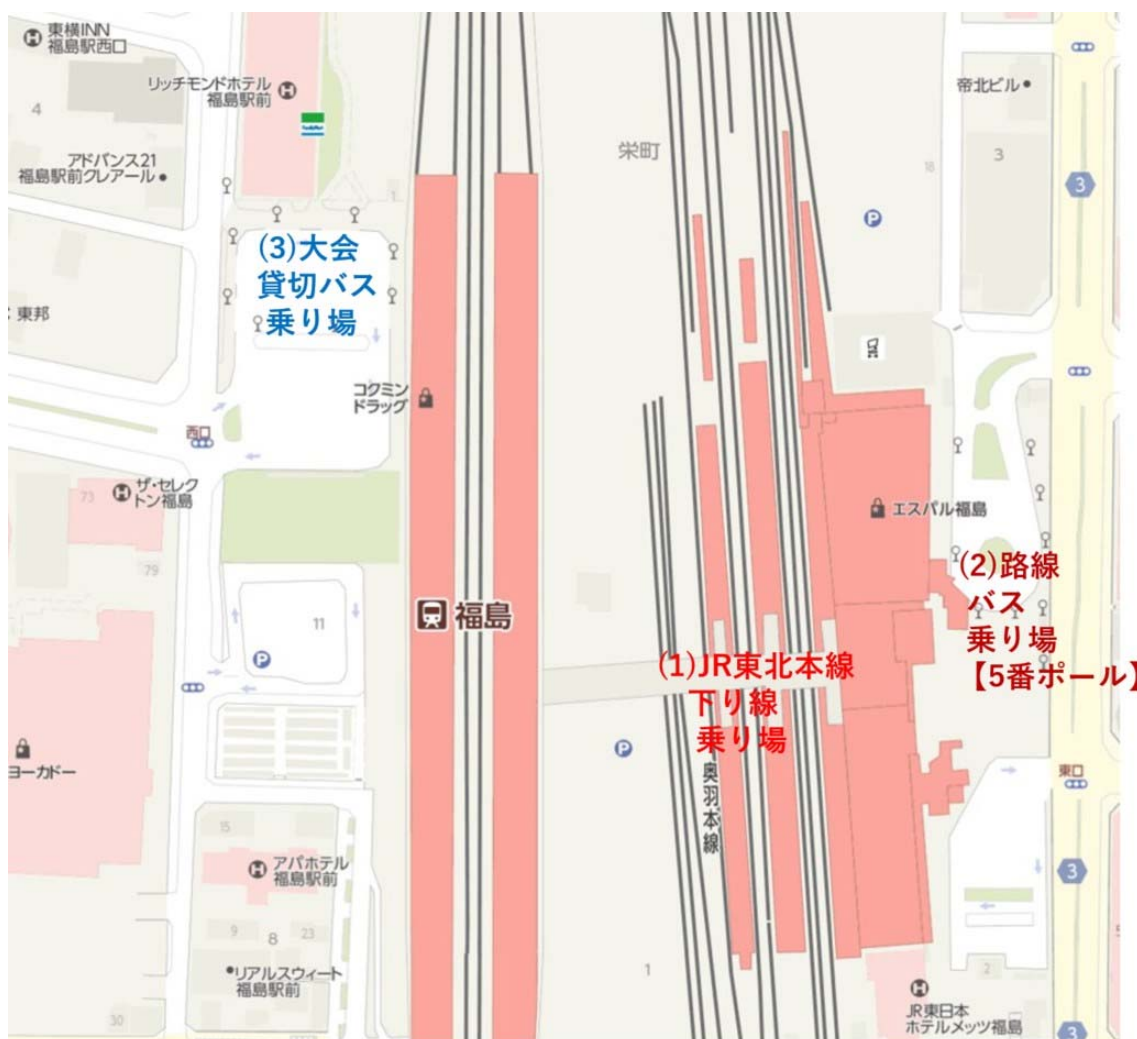 東横INN
福島駅西口
リッチモンドホテル
福島駅前
FamilyMart
4
アドバンス21
福島駅前クレアール
1
栄町
帝北ビル
18
3
3
P
(3)大会
貸切バス
乗り場
東邦
コクミン
ドラッグ
西口
ザ・セレク
トン福島
73
79
エスパル福島
(2)路線
バス
乗り場
【5番ポール】
福島
11
P
(1)JR東北本線
下り線
乗り場
P
奥羽本線
東口
ヨーカドー
15
アパホテル
福島駅前
3
9
8
23
リアルスウィート
福島駅前
30
1
2
JR東日本
ホテルメッツ福島
3